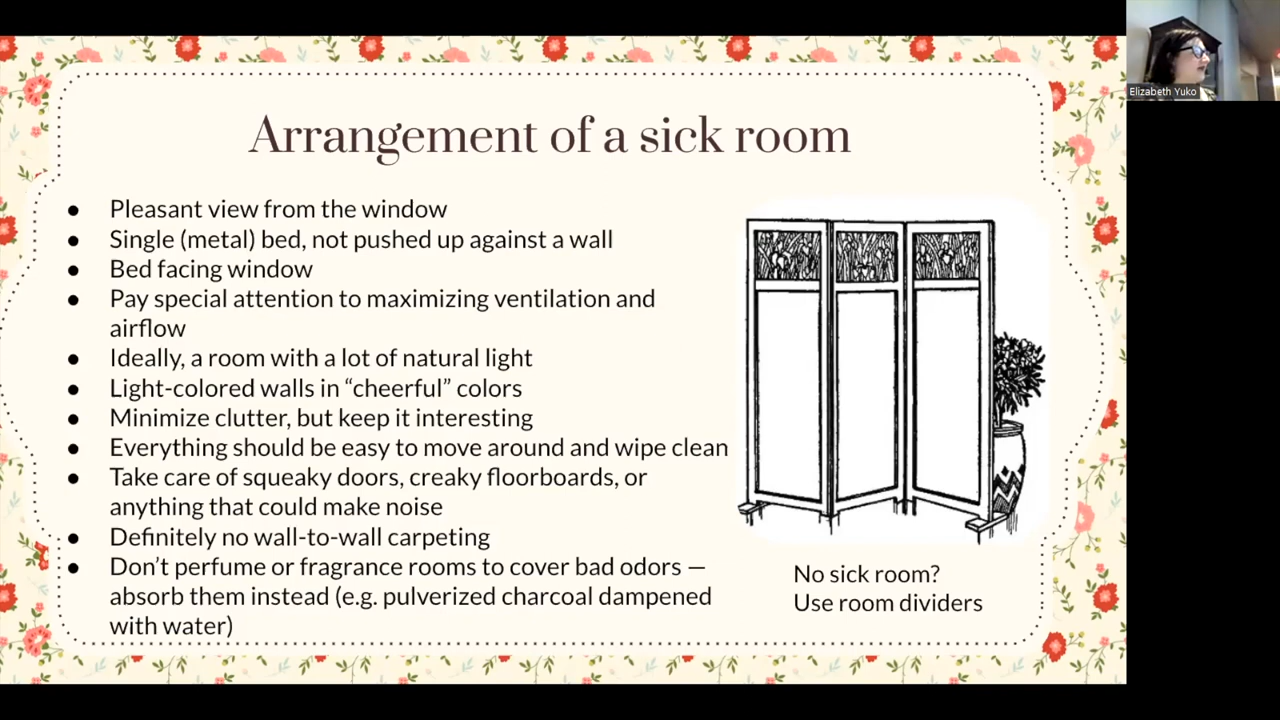 Arrangement of a sick room
● Pleasant view from the window
● Single (metal) bed, not pushed up against a wall
● Bed facing window
● Pay special attention to maximizing ventilation and
airflow
● Ideally, a room with a lot of natural light
● Light-colored walls in “cheerful” colors
● Minimize clutter, but keep it interesting
● Everything should be easy to move around and wipe clean
● Take care of squeaky doors, creaky floorboards, or
anything that could make noise
● Definitely no wall-to-wall carpeting
● Don’t perfume or fragrance rooms to cover bad odors —
absorb them instead (e.g. pulverized charcoal dampened
with water)
No sick room?
Use room dividers
Elizabeth Yuko